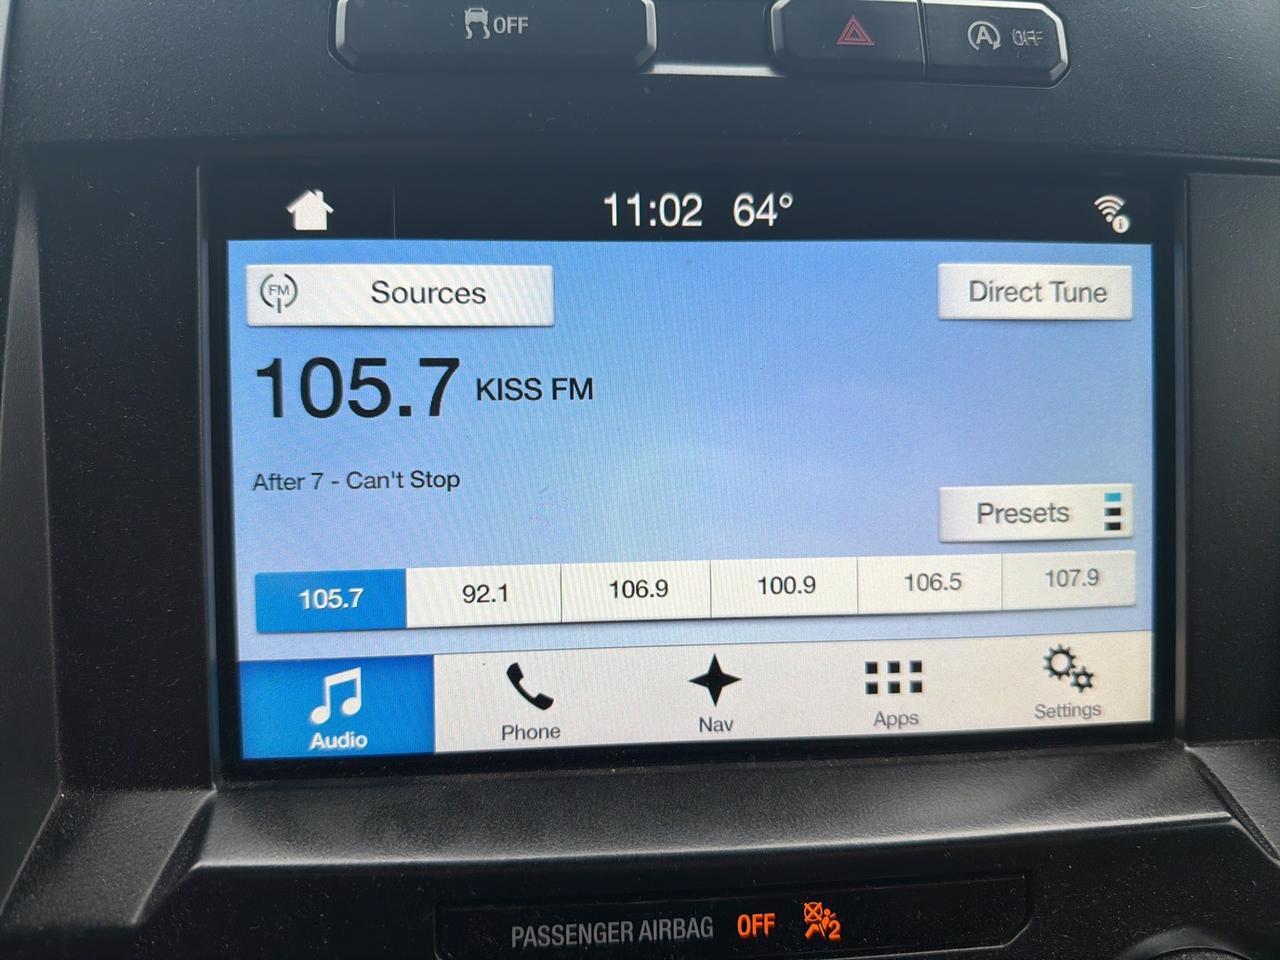 OFF
A OFF
11:02 64°
FM Sources
Direct Tune
105.7 KISS FM
After 7 - Can't Stop
Presets
105.7 92.1 106.9 100.9 106.5 107.9
Audio Phone Nav Apps Settings
PASSENGER AIRBAG OFF 2